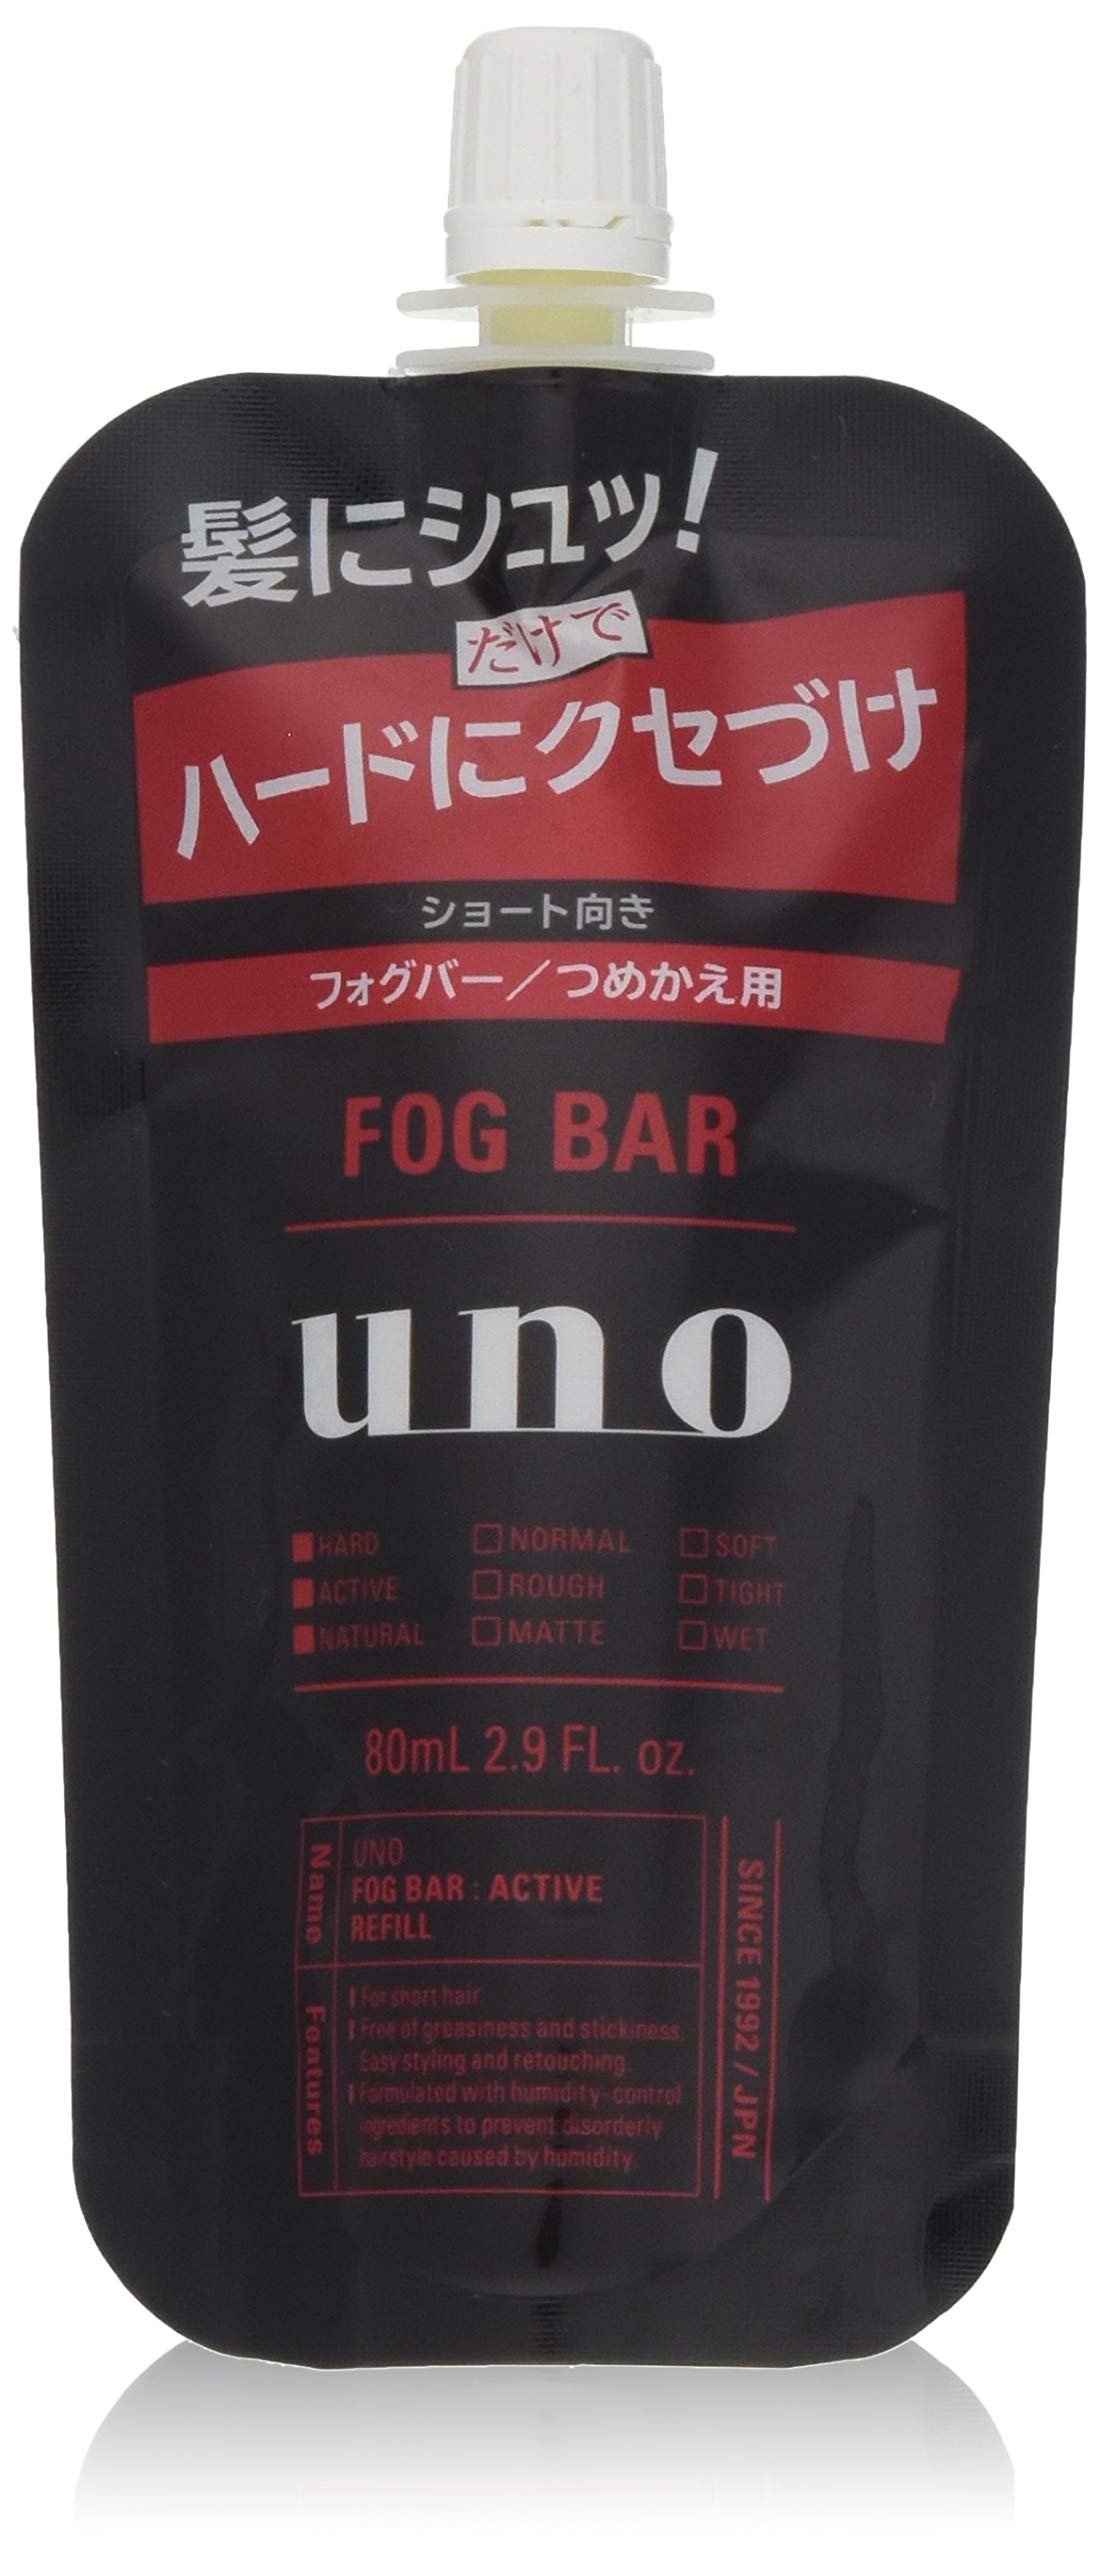 髪にシュッ!
だけで
ハードにクセづけ
ショート向き
フォグバー/つめかえ用
FOG BAR
uno
HARD NORMAL SOFT
ACTIVE ROUGH TIGHT
NATURAL MATTE WET
80mL 2.9 FL. oz.
Name
UNO
FOG BAR : ACTIVE
REFILL
Features
For short hair.
Free of greasiness and stickiness.
Easy styling and retouching.
Formulated with humidity-control
ingredients to prevent disorderly
hairstyle caused by humidity.
SINCE 1992 / JPN